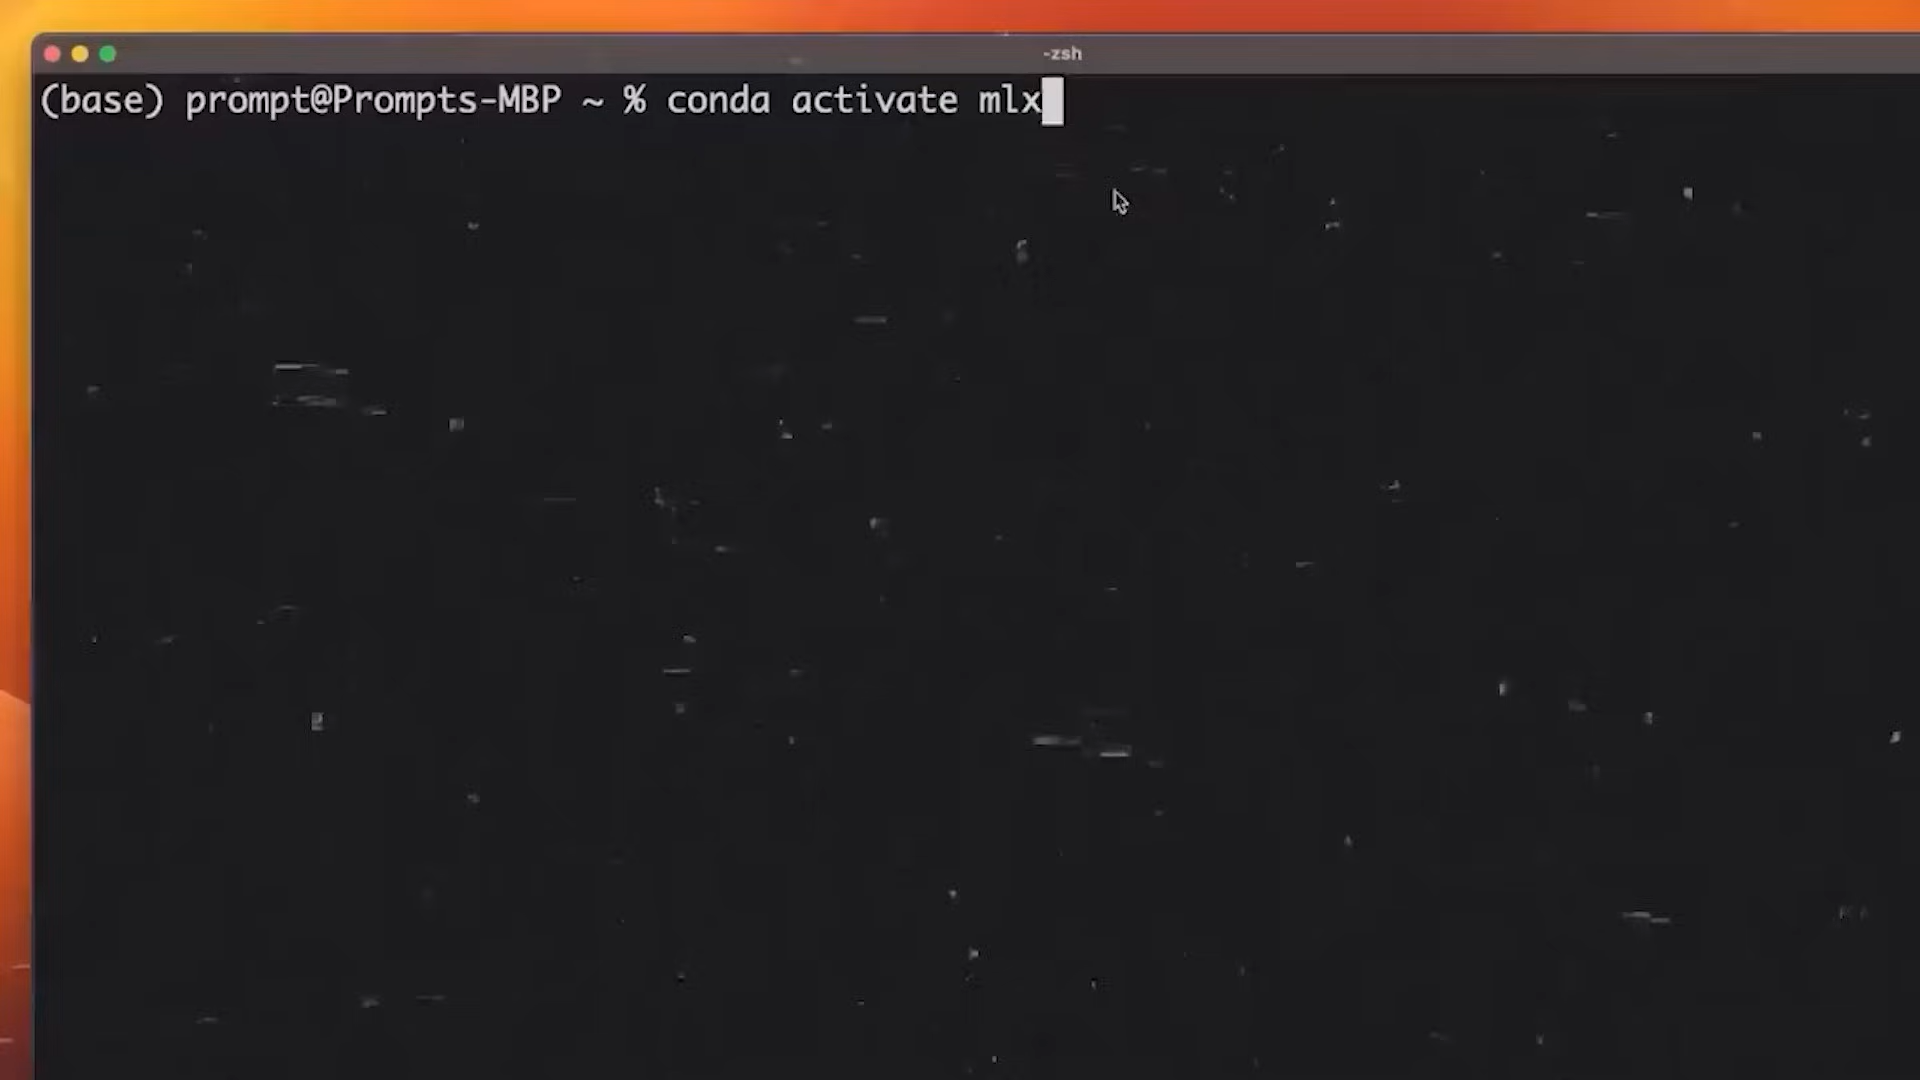 -zsh
(base) prompt@Prompts-MBP ~ % conda activate mlx